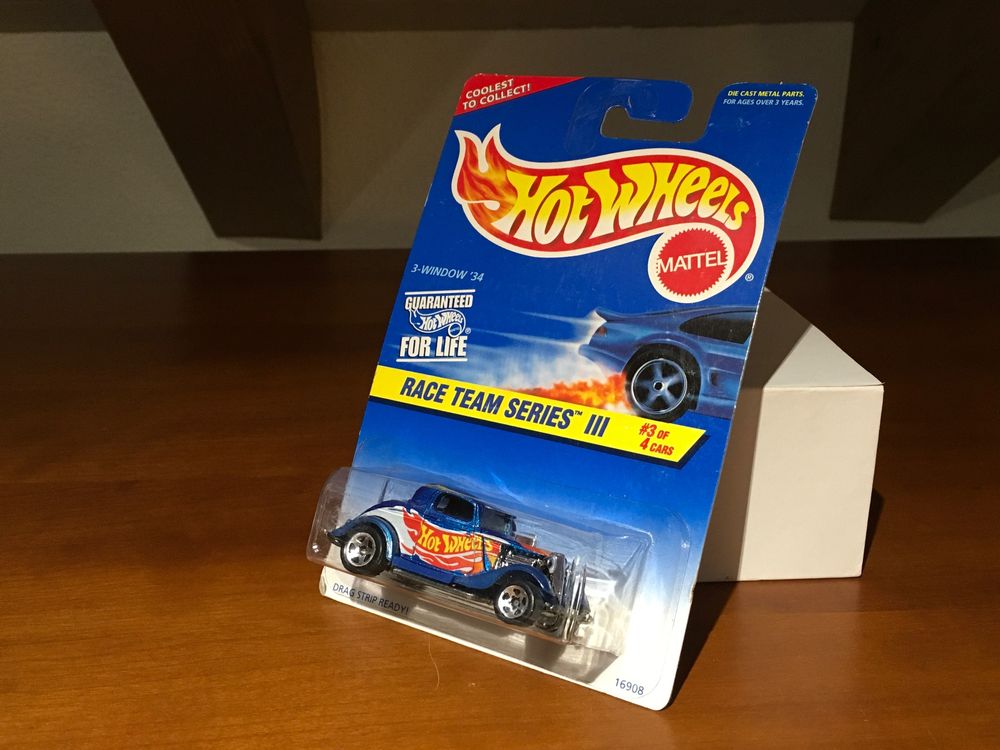 COOLEST
TO COLLECT!
DIE CAST METAL PARTS.
FOR AGES OVER 3 YEARS.
HOT WHEELS
MATTEL
®
3-WINDOW '34
GUARANTEED
HOT WHEELS ®
FOR LIFE
RACE TEAM SERIES™ III
#3 OF
4 CARS
HOT WHEELS
DRAG STRIP READY!
16908